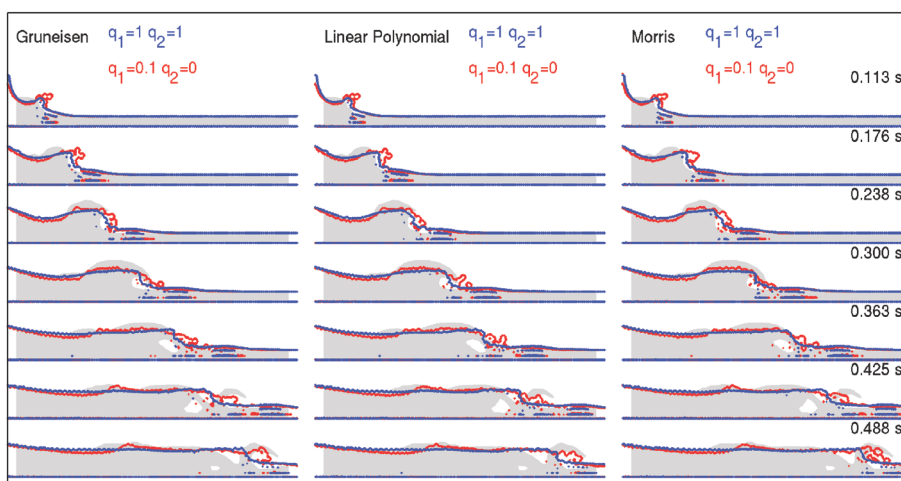 Gruneisen q1=1 q2=1 Linear Polynomial q1=1 q2=1 Morris q1=1 q2=1
q1=0.1 q2=0 q1=0.1 q2=0 q1=0.1 q2=0
0.113 s
0.176 s
0.238 s
0.300 s
0.363 s
0.425 s
0.488 s